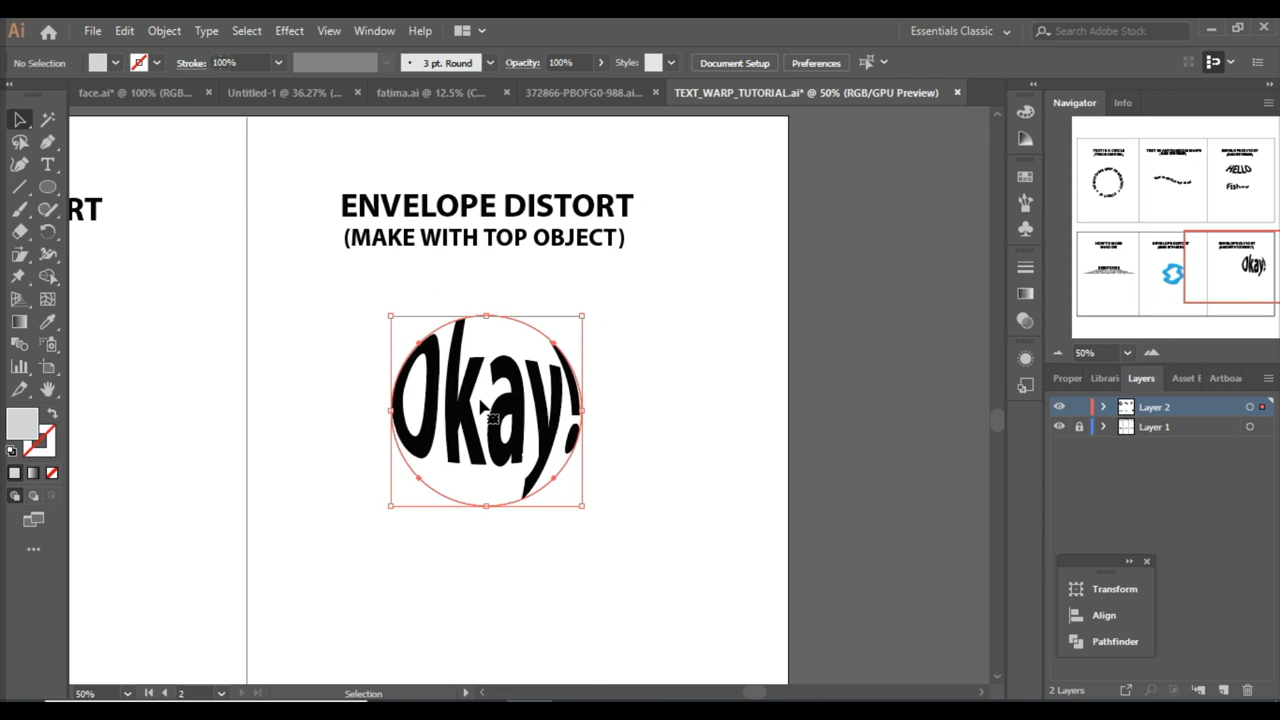 Ai File Edit Object Type Select Effect View Window Help Essentials Classic Search Adobe Stock
No Selection Stroke: 100% 3 pt. Round Opacity: 100% Style: Document Setup Preferences
face.ai* @ 100% (RGB... × Untitled-1 @ 36.27% (... × fatima.ai @ 12.5% (C... × 372866-PBOFG0-988.ai... × TEXT_WARP_TUTORIAL.ai* @ 50% (RGB/GPU Preview) ×
Navigator Info
RT
ENVELOPE DISTORT
(MAKE WITH TOP OBJECT)
Okay!
HELLO
Fish
Okay!
50%
Proper Librari Layers Asset E Artboa
Layer 2
Layer 1
Transform
Align
Pathfinder
2 Layers
50% 2 Selection